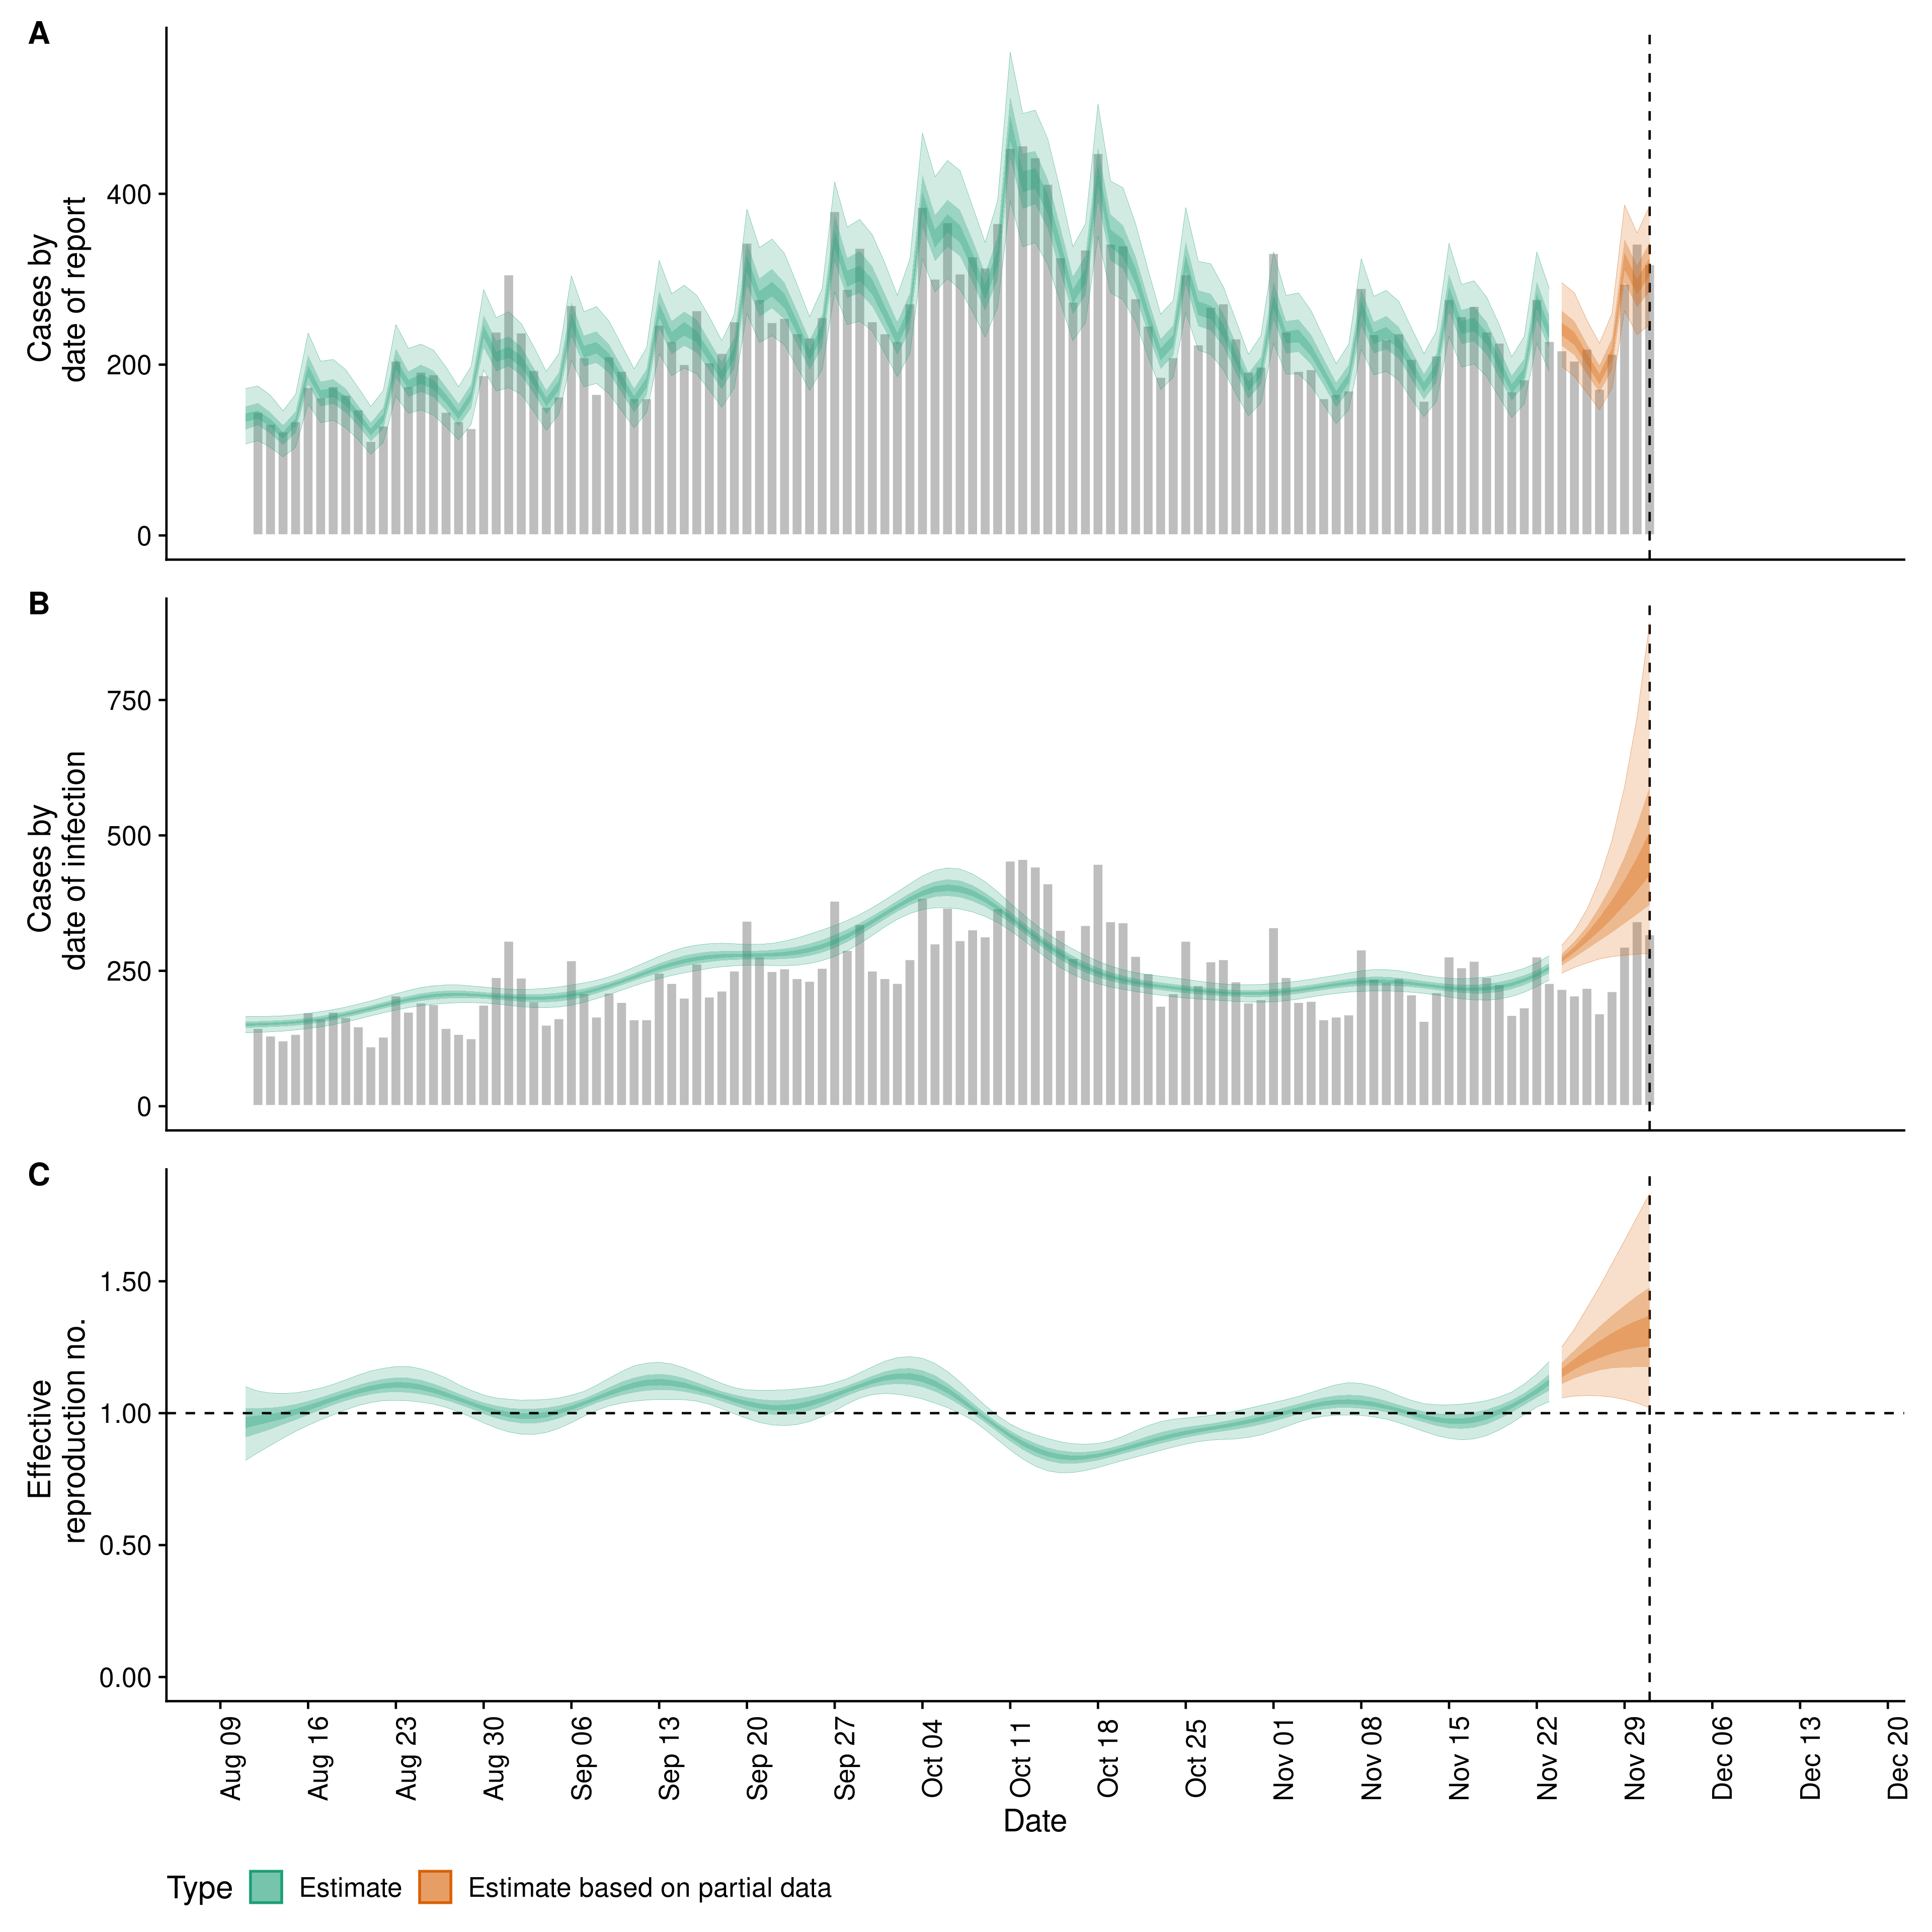 A
Cases by
date of report
400
200
0
B
Cases by
date of infection
750
500
250
0
C
Effective
reproduction no.
1.50
1.00
0.50
0.00
Aug 09
Aug 16
Aug 23
Aug 30
Sep 06
Sep 13
Sep 20
Sep 27
Oct 04
Oct 11
Oct 18
Oct 25
Nov 01
Nov 08
Nov 15
Nov 22
Nov 29
Dec 06
Dec 13
Dec 20
Date
Type Estimate Estimate based on partial data